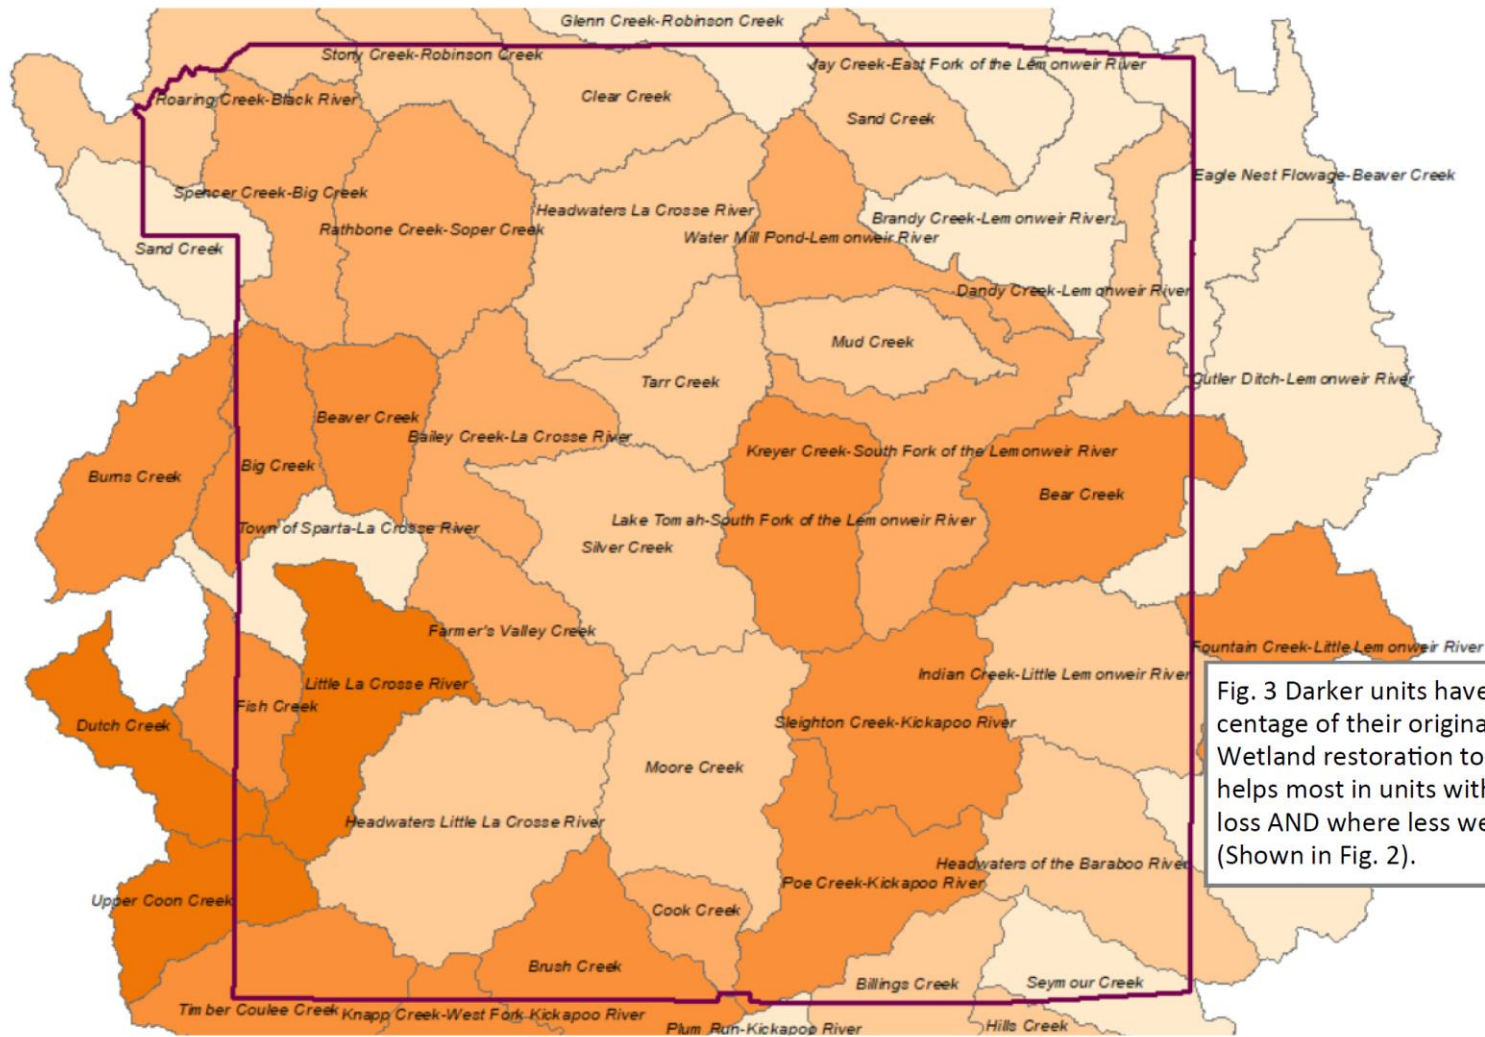 Glenn Creek-Robinson Creek
Stony Creek-Robinson Creek
Jay Creek-East Fork of the Lemonweir River
Roaring Creek-Black River
Clear Creek
Sand Creek
Eagle Nest Flowage-Beaver Creek
Spencer Creek-Big Creek
Headwaters La Crosse River
Brandy Creek-Lemonweir River
Rathbone Creek-Soper Creek
Water Mill Pond-Lemonweir River
Sand Creek
Dandy Creek-Lemonweir River
Mud Creek
Tarr Creek
Cutler Ditch-Lemonweir River
Beaver Creek
Bailey Creek-La Crosse River
Kreyer Creek-South Fork of the Lemonweir River
Big Creek
Burns Creek
Bear Creek
Town of Sparta-La Crosse River
Lake Tomah-South Fork of the Lemonweir River
Silver Creek
Farmer's Valley Creek
Fountain Creek-Little Lemonweir River
Indian Creek-Little Lemonweir River
Little La Crosse River
Fish Creek
Dutch Creek
Sleighton Creek-Kickapoo River
Moore Creek
Headwaters Little La Crosse River
Headwaters of the Baraboo River
Poe Creek-Kickapoo River
Upper Coon Creek
Cook Creek
Brush Creek
Billings Creek
Seymour Creek
Timber Coulee Creek
Knapp Creek-West Fork Kickapoo River
Plum Run-Kickapoo River
Hills Creek
Fig. 3 Darker units have
centage of their origina
Wetland restoration to
helps most in units with
loss AND where less we
(Shown in Fig. 2).